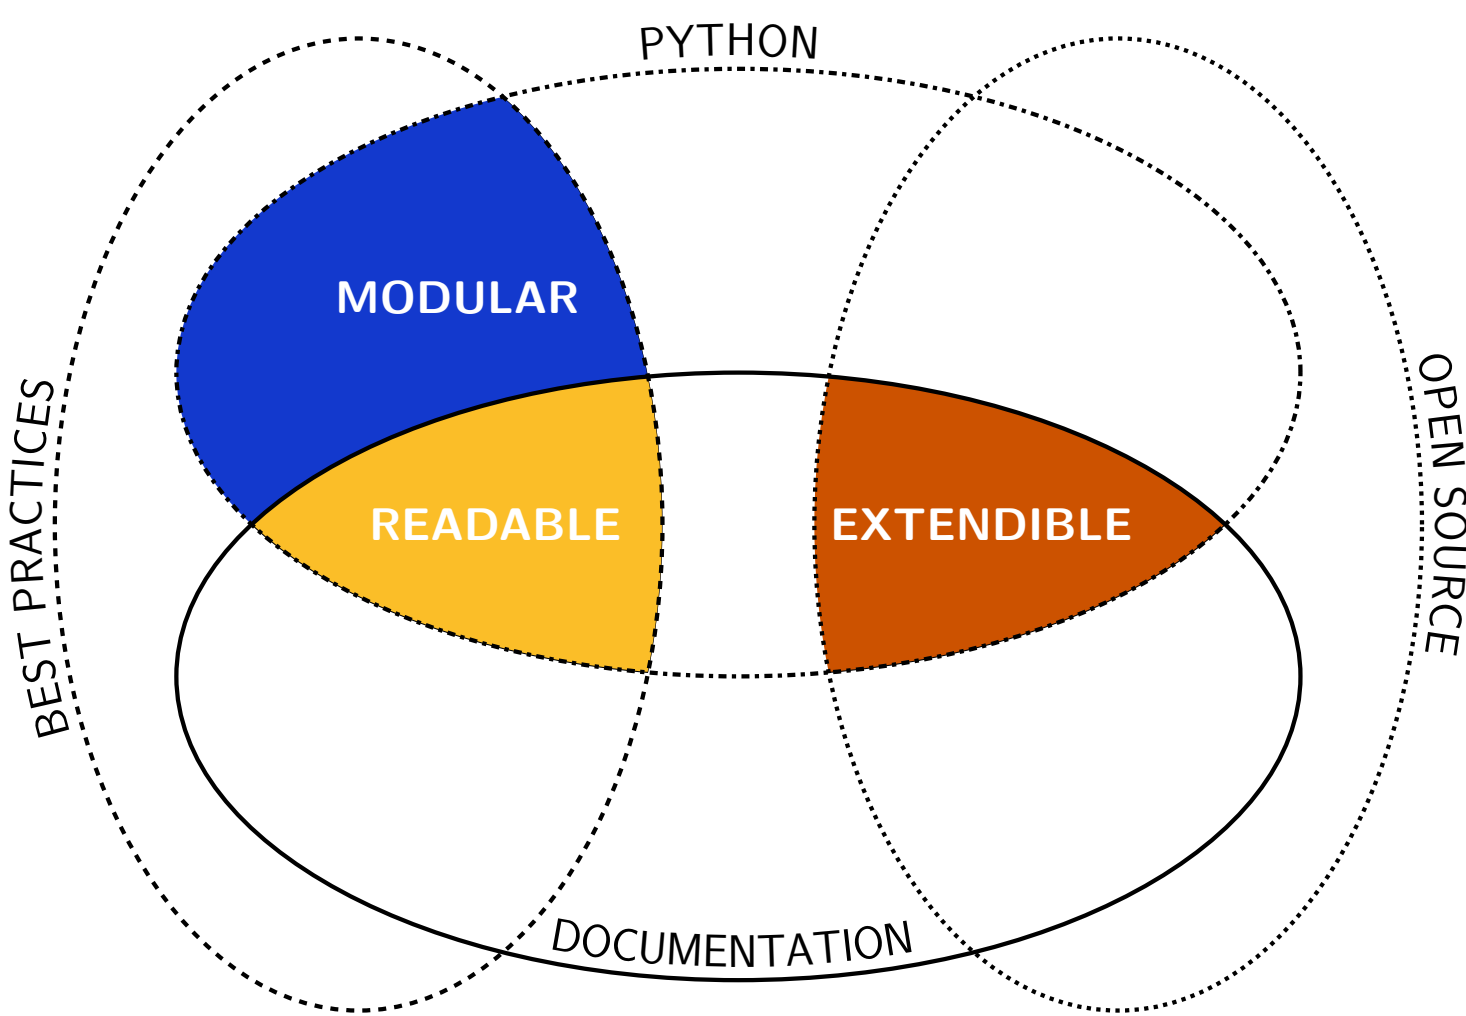 PYTHON
MODULAR
BEST PRACTICES
READABLE
EXTENDIBLE
OPEN SOURCE
DOCUMENTATION